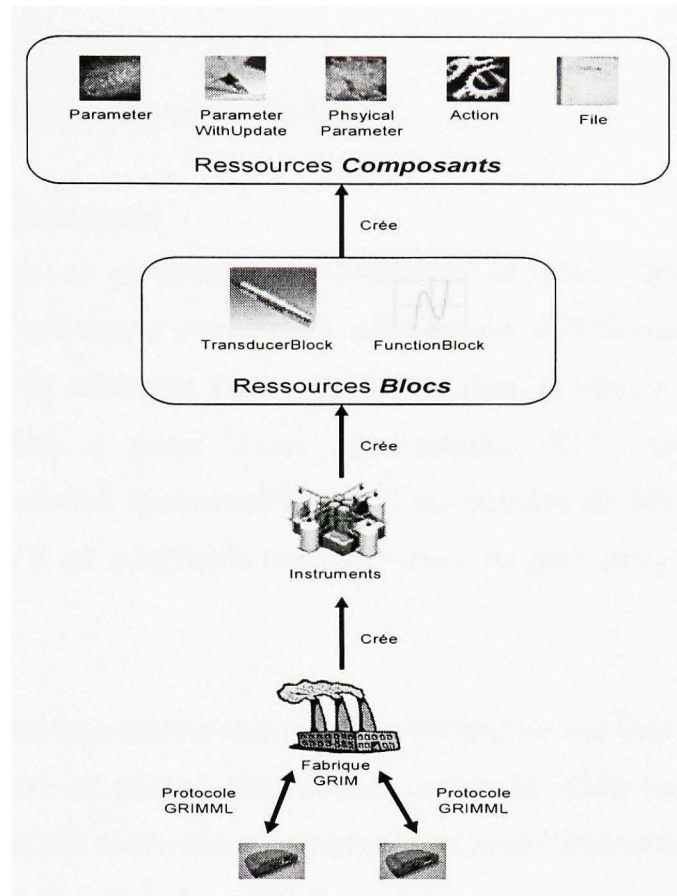 Parameter
Parameter
WithUpdate
Phsyical
Parameter
Action
File
Ressources Composants
Crée
TransducerBlock
FunctionBlock
Ressources Blocs
Crée
Instruments
Crée
Fabrique
GRIM
Protocole
GRIMML
Protocole
GRIMML